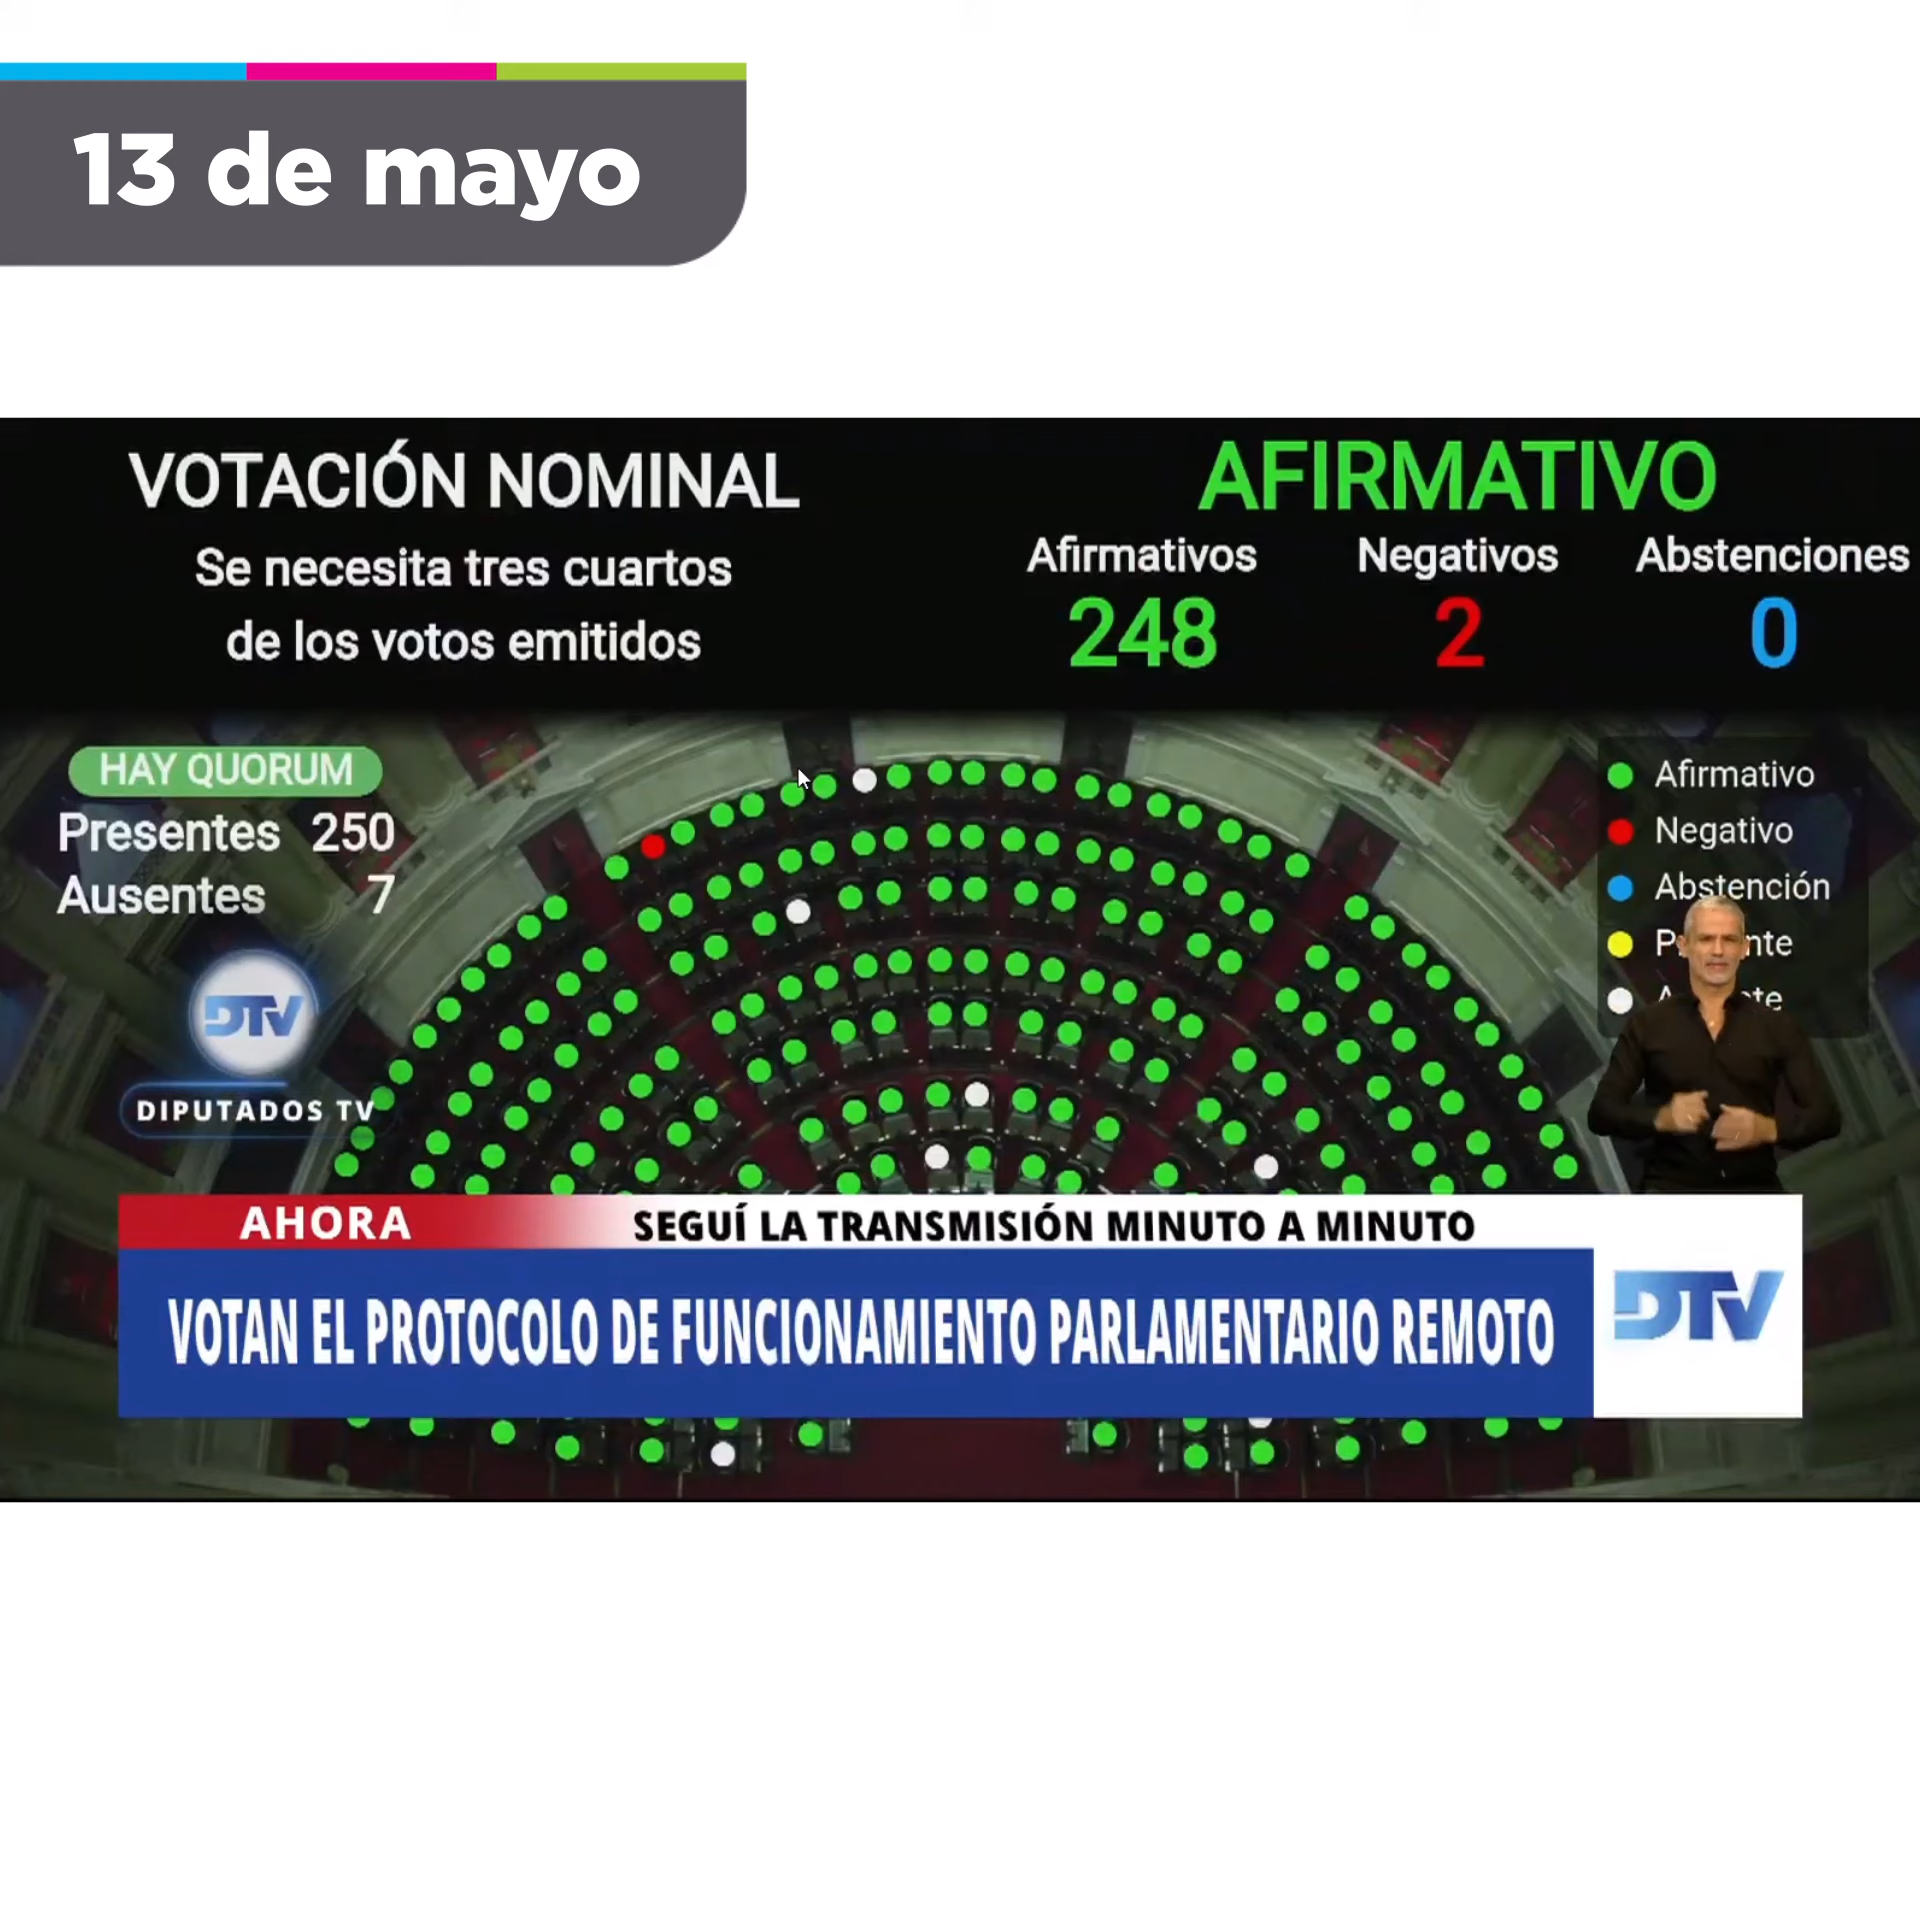 13 de mayo
VOTACIÓN NOMINAL
Se necesita tres cuartos
de los votos emitidos
AFIRMATIVO
Afirmativos Negativos Abstenciones
248 2 0
HAY QUORUM
Presentes 250
Ausentes 7
DTV
DIPUTADOS TV
Afirmativo
Negativo
Abstención
AHORA
SEGUÍ LA TRANSMISIÓN MINUTO A MINUTO
VOTAN EL PROTOCOLO DE FUNCIONAMIENTO PARLAMENTARIO REMOTO
DTV